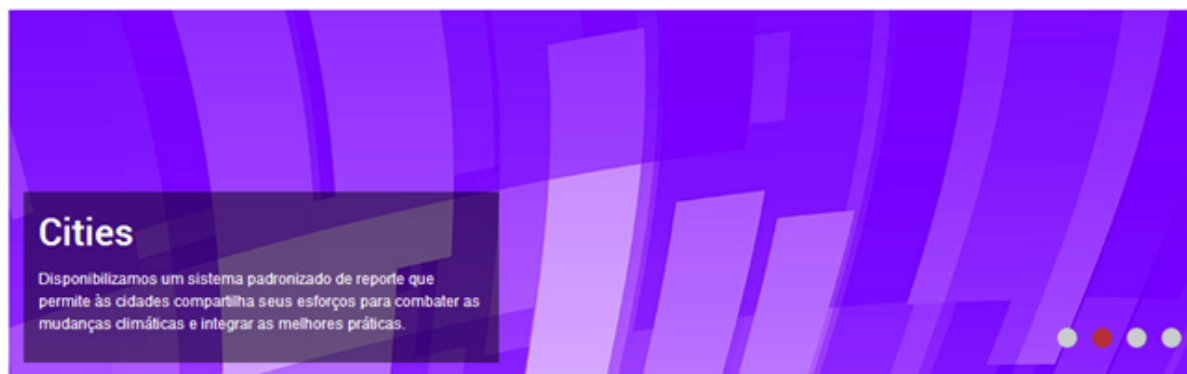 Cities
Disponibilizamos um sistema padronizado de reporte que
permite às cidades compartilha seus esforços para combater as
mudanças climáticas e integrar as melhores práticas.